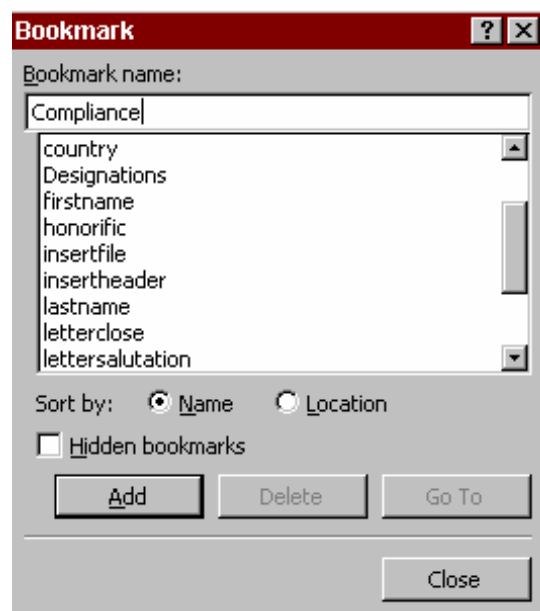 Bookmark ? X
Bookmark name:
Compliance
country
Designations
firstname
honorific
insertfile
insertheader
lastname
letterclose
lettersalutation
Sort by: Name Location
Hidden bookmarks
Add Delete Go To
Close